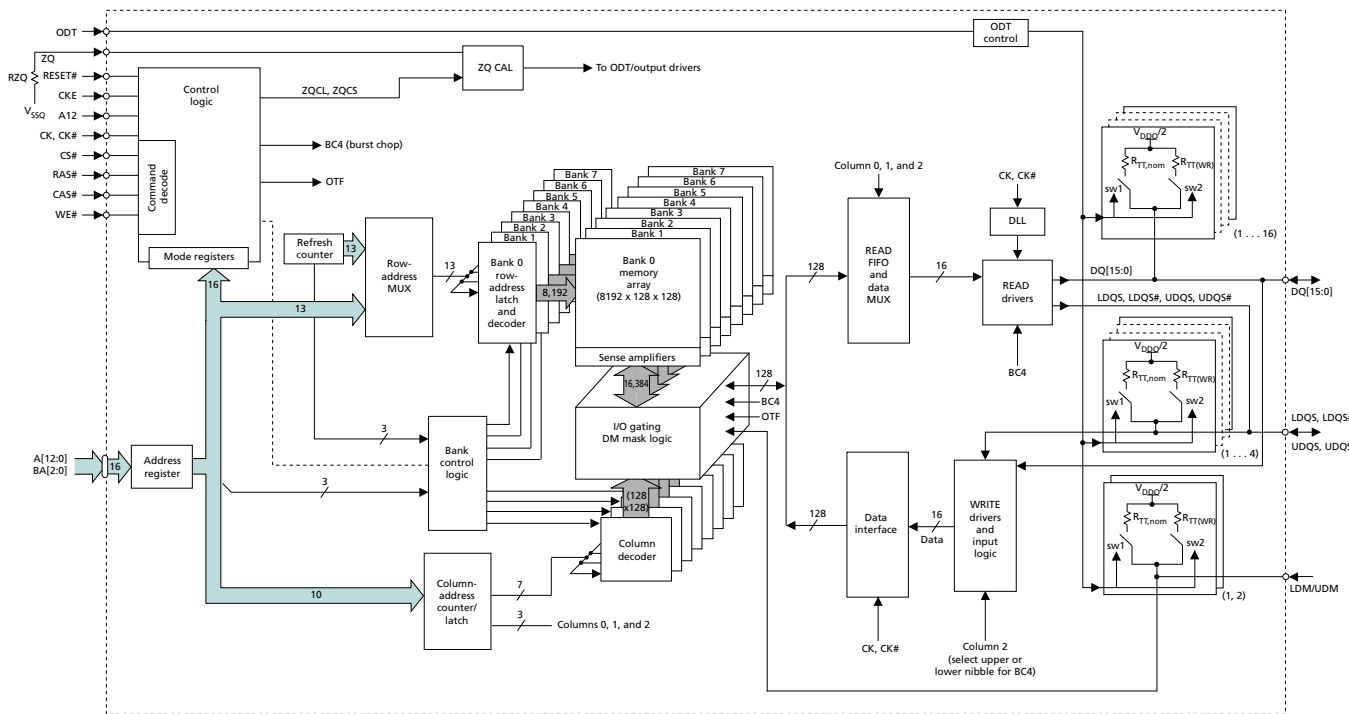 ODT
ODT
control
ZQ
RZQ
RESET#
ZQ CAL
To ODT/output drivers
Control
logic
ZQCL, ZQCS
CKE
VSSQ
A12
CK, CK#
BC4 (burst chop)
CS#
RAS#
Command
decode
OTF
CAS#
WE#
Mode registers
16
Refresh
counter
13
13
Row-
address
MUX
13
Bank 7
Bank 6
Bank 5
Bank 4
Bank 3
Bank 2
Bank 1
Bank 0
row-
address
latch
and
decoder
8,192
Bank 7
Bank 6
Bank 5
Bank 4
Bank 3
Bank 2
Bank 1
Bank 0
memory
array
(8192 x 128 x 128)
Sense amplifiers
16,384
I/O gating
DM mask logic
128
BC4
OTF
(128
x128)
Column
decoder
3
Bank
control
logic
3
A[12:0]
BA[2:0]
16
Address
register
10
Column-
address
counter/
latch
7
3
Columns 0, 1, and 2
Column 0, 1, and 2
128
READ
FIFO
and
data
MUX
16
CK, CK#
DLL
READ
drivers
BC4
DQ[15:0]
LDQS, LDQS#, UDQS, UDQS#
DQ[15:0]
VDDQ/2
RTT,nom
RTT(WR)
sw1
sw2
(1 . . . 16)
VDDQ/2
RTT,nom
RTT(WR)
sw1
sw2
(1 . . . 4)
LDQS, LDQS#
UDQS, UDQS
128
Data
interface
16
Data
WRITE
drivers
and
input
logic
CK, CK#
Column 2
(select upper or
lower nibble for BC4)
VDDQ/2
RTT,nom
RTT(WR)
sw1
sw2
(1, 2)
LDM/UDM